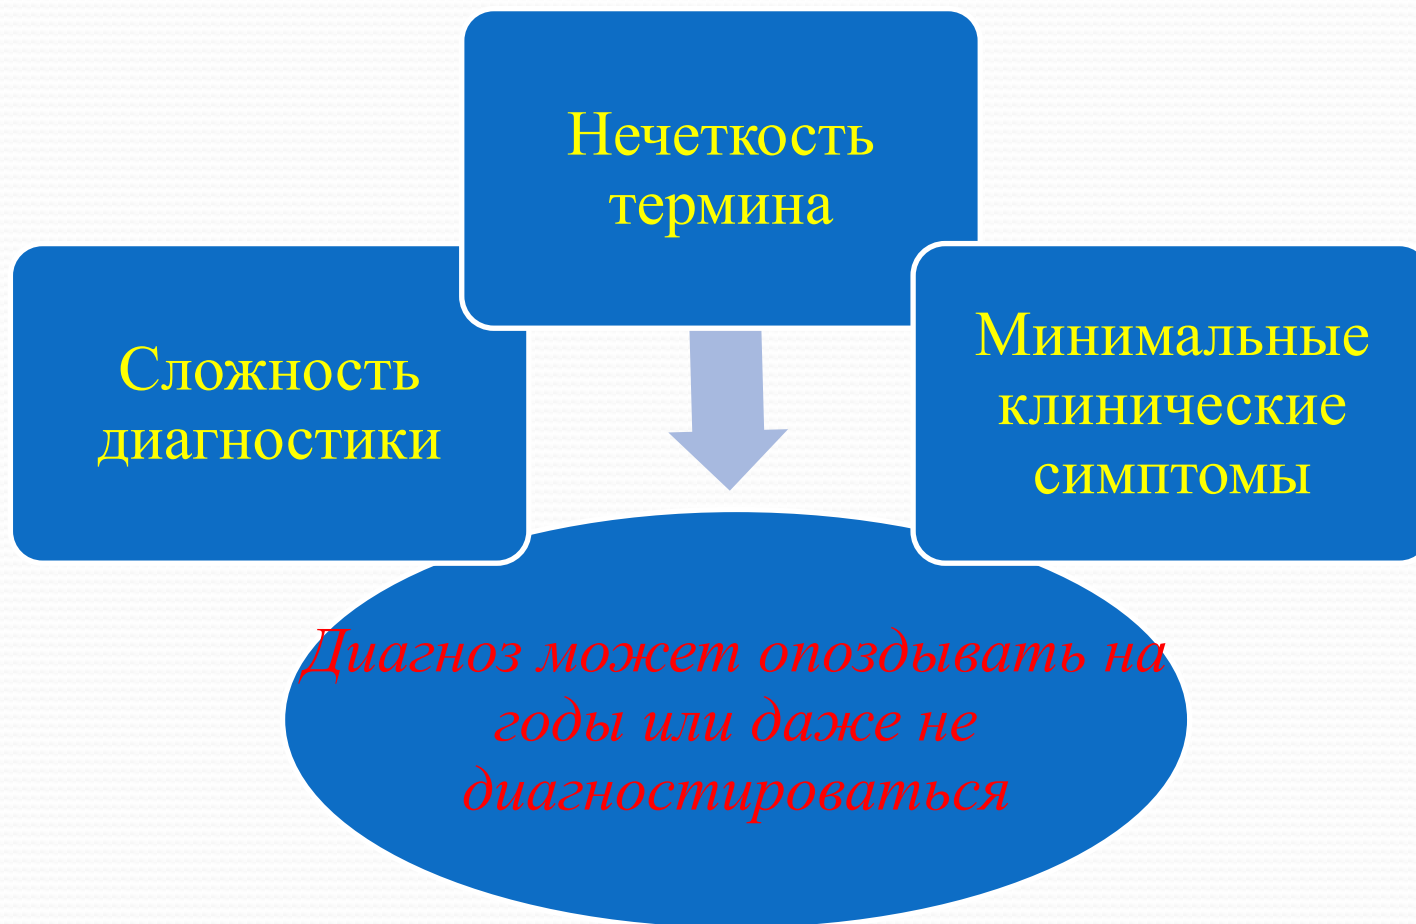 Нечеткость
термина
Сложность
диагностики
Минимальные
клинические
симптомы
Диагноз может опоздывать на
годы или даже не
диагностироваться